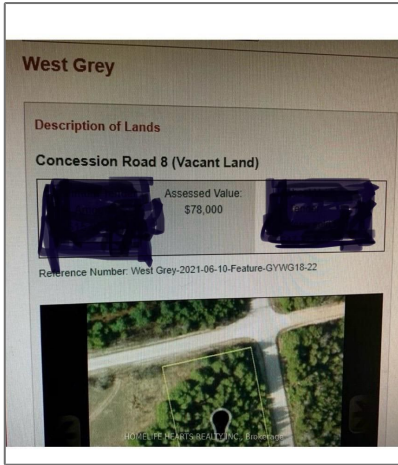 West Grey
Description of Lands
Concession Road 8 (Vacant Land)
Assessed Value:
$78,000
Reference Number: West Grey-2021-06-10-Feature-GYWG18-22
HOMELIFE HEARTS REALTY INC., Brokerage